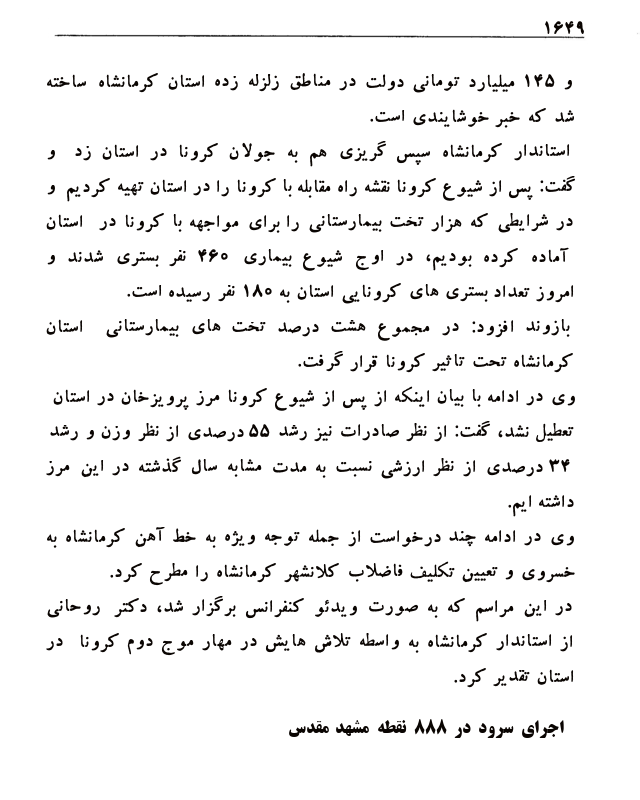 ۱۶۴۹
و ۱۴۵ میلیارد تومانی دولت در مناطق زلزله زده استان کرمانشاه ساخته
شد که خبر خوشایندی است.
استاندار کرمانشاه سپس گریزی هم به جولان کرونا در استان زد و
گفت: پس از شیوع کرونا نقشه راه مقابله با کرونا را در استان تهیه کردیم و
در شرایطی که هزار تخت بیمارستانی را برای مواجهه با کرونا در استان
آماده کرده بودیم، در اوج شیوع بیماری ۴۶۰ نفر بستری شدند و
امروز تعداد بستری های کرونایی استان به ۱۸۰ نفر رسیده است.
بازوند افزود: در مجموع هشت درصد تخت های بیمارستانی استان
کرمانشاه تحت تاثیر کرونا قرار گرفت.
وی در ادامه با بیان اینکه از پس از شیوع کرونا مرز پرویزخان در استان
تعطیل نشد، گفت: از نظر صادرات نیز رشد ۵۵ درصدی از نظر وزن و رشد
۳۴ درصدی از نظر ارزشی نسبت به مدت مشابه سال گذشته در این مرز
داشته ایم.
وی در ادامه چند درخواست از جمله توجه ویژه به خط آهن کرمانشاه به
خسروی و تعیین تکلیف فاضلاب کلانشهر کرمانشاه را مطرح کرد.
در این مراسم که به صورت ویدئو کنفرانس برگزار شد، دکتر روحانی
از استاندار کرمانشاه به واسطه تلاش هایش در مهار موج دوم کرونا در
استان تقدیر کرد.
اجرای سرود در ۸۸۸ نقطه مشهد مقدس